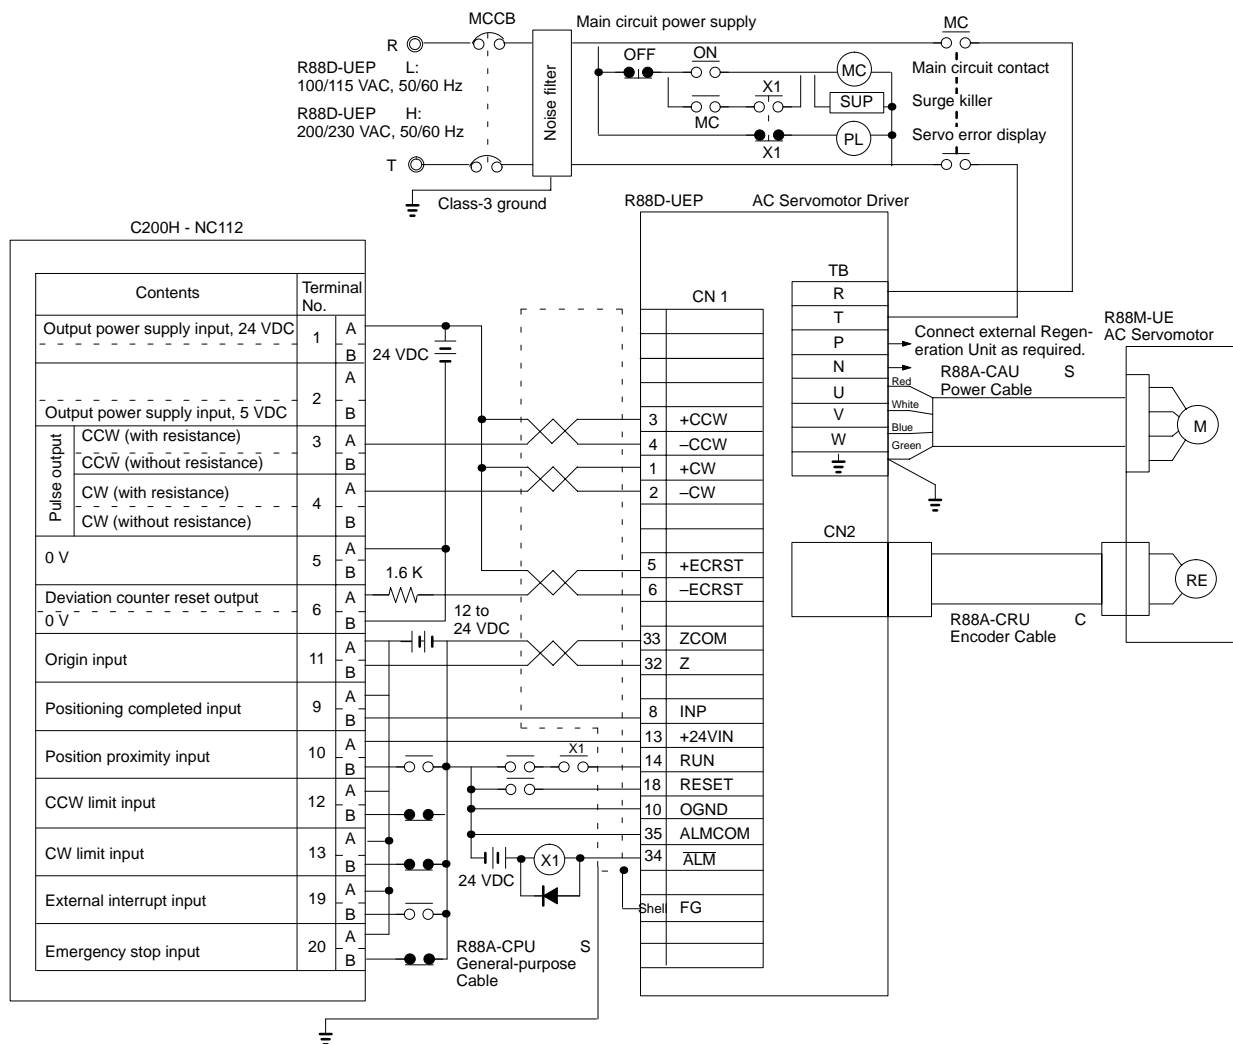 MCCB
Main circuit power supply
MC
R
OFF
ON
MC
Main circuit contact
R88D-UEP L:
100/115 VAC, 50/60 Hz
X1
SUP
Surge killer
R88D-UEP H:
200/230 VAC, 50/60 Hz
MC
Servo error display
PL
X1
Noise filter
T
Class-3 ground
R88D-UEP AC Servomotor Driver
C200H - NC112
Contents
Terminal No.
Output power supply input, 24 VDC
1
A
B
24 VDC
2
A
B
Output power supply input, 5 VDC
Pulse output
CCW (with resistance)
3
A
CCW (without resistance)
B
CW (with resistance)
4
A
CW (without resistance)
B
0 V
5
A
B
1.6 K
Deviation counter reset output
6
A
0 V
B
12 to
24 VDC
Origin input
11
A
B
Positioning completed input
9
A
B
Position proximity input
10
A
B
CCW limit input
12
A
B
CW limit input
13
A
B
External interrupt input
19
A
B
Emergency stop input
20
A
B
X1
X1
24 VDC
R88A-CPU S
General-purpose
Cable
CN 1
3 +CCW
4 –CCW
1 +CW
2 –CW
5 +ECRST
6 –ECRST
33 ZCOM
32 Z
8 INP
13 +24VIN
14 RUN
18 RESET
10 OGND
35 ALMCOM
34 ALM
Shell FG
TB
R
T
P
N
U
V
W
Connect external Regen-
eration Unit as required.
R88A-CAU S
Power Cable
Red
White
Blue
Green
R88M-UE
AC Servomotor
M
CN2
RE
R88A-CRU C
Encoder Cable